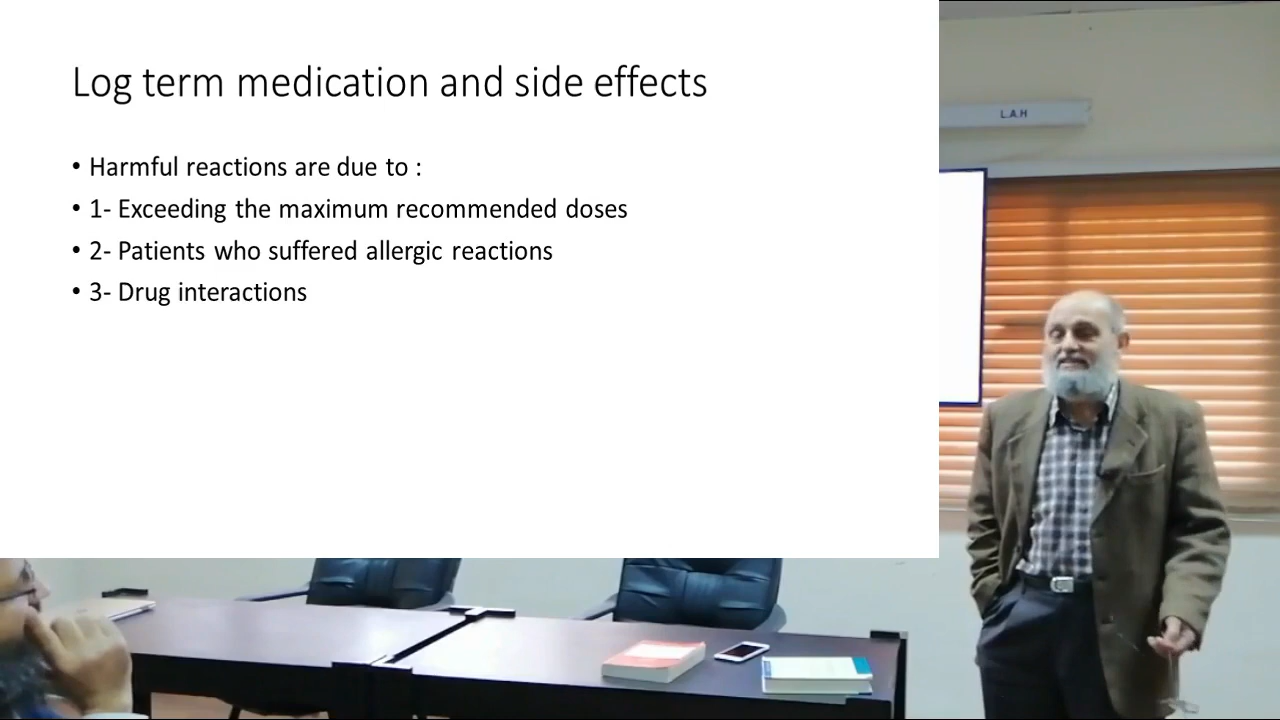 Log term medication and side effects
• Harmful reactions are due to :
• 1- Exceeding the maximum recommended doses
• 2- Patients who suffered allergic reactions
• 3- Drug interactions
L.A.H